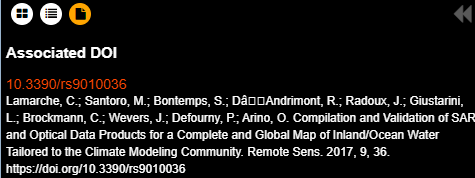 Associated DOI
10.3390/rs9010036
Lamarche, C.; Santoro, M.; Bontemps, S.; Dâ□□Andrimont, R.; Radoux, J.; Giustarini,
L.; Brockmann, C.; Wevers, J.; Defourny, P.; Arino, O. Compilation and Validation of SAR
and Optical Data Products for a Complete and Global Map of Inland/Ocean Water
Tailored to the Climate Modeling Community. Remote Sens. 2017, 9, 36.
https://doi.org/10.3390/rs9010036